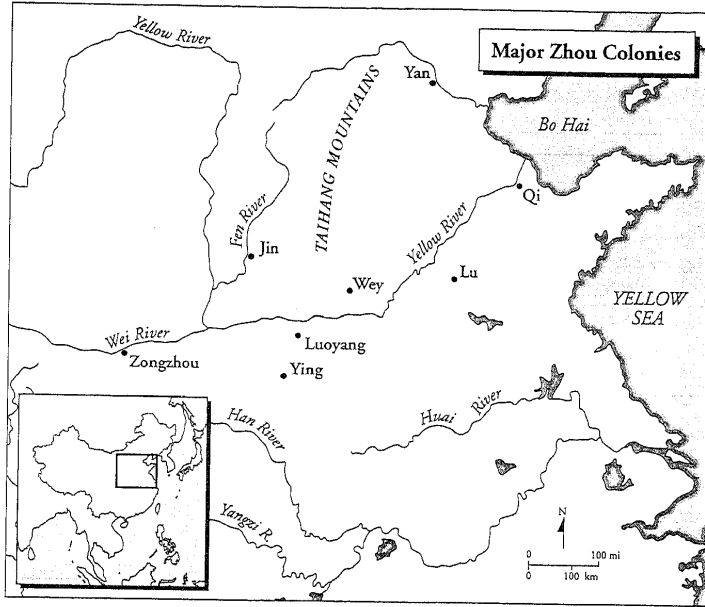 Yellow River
Major Zhou Colonies
Yan
Bo Hai
TAIHANG MOUNTAINS
Qi
Fen River
Yellow River
Jin
Lu
Wey
YELLOW
SEA
Wei River
Luoyang
Zongzhou
Ying
Han River
Huai River
Yangzi R.
N
0 100 mi
0 100 km